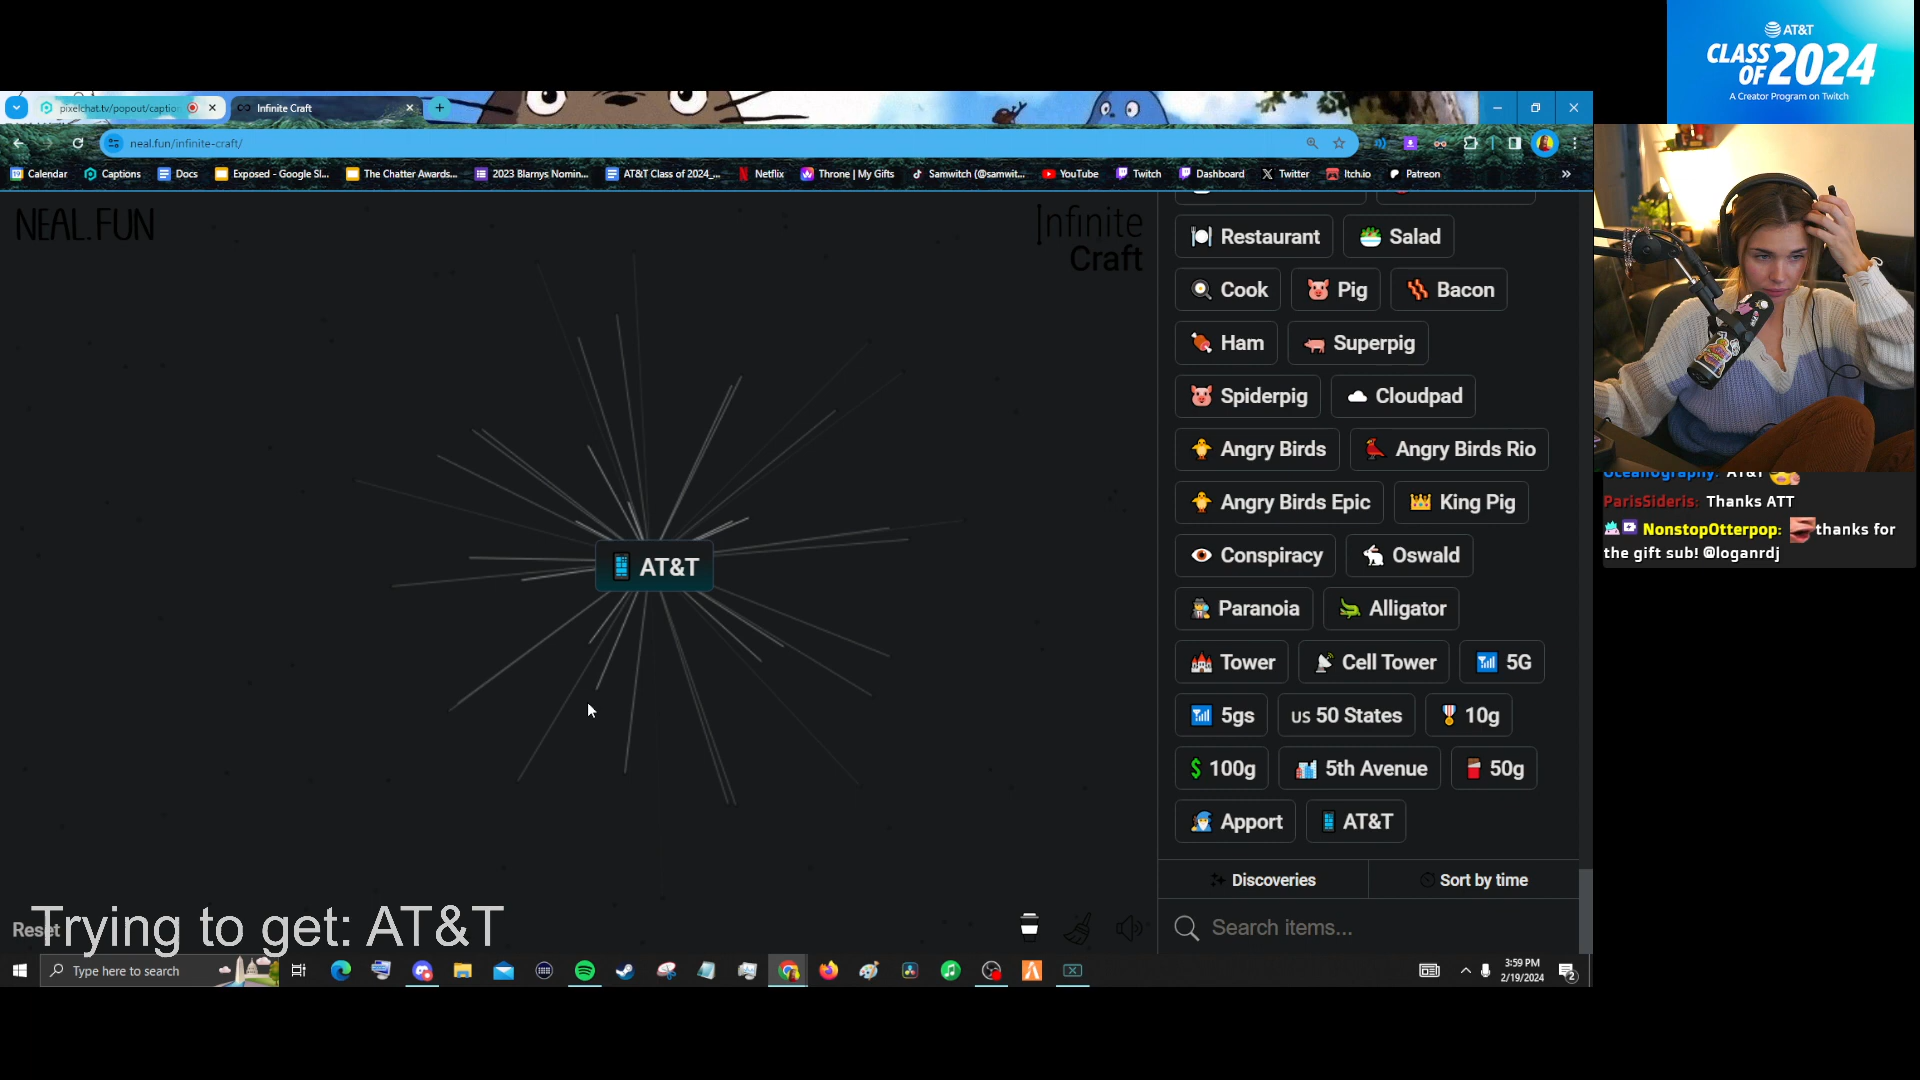 AT&T
CLASS
OF 2024
A Creator Program on Twitch
pixelchat.tv/popout/captio
Infinite Craft
neal.fun/infinite-craft/
Calendar
Captions
Docs
Exposed - Google Sl...
The Chatter Awards...
2023 Blarnys Nomin...
AT&T Class of 2024_...
Netflix
Throne | My Gifts
Samwitch (@samwit...
YouTube
Twitch
Dashboard
Twitter
Itch.io
Patreon
NEAL.FUN
Infinite
Craft
Restaurant
Salad
Cook
Pig
Bacon
Ham
Superpig
Spiderpig
Cloudpad
Angry Birds
Angry Birds Rio
Angry Birds Epic
King Pig
Conspiracy
Oswald
Paranoia
Alligator
Tower
Cell Tower
5G
5gs
US 50 States
10g
100g
5th Avenue
50g
Apport
AT&T
AT&T
Discoveries
Sort by time
Search items...
Reset
Trying to get: AT&T
Oceanography: AT&T
ParisSideris: Thanks ATT
NonstopOtterpop: thanks for
the gift sub! @loganrdj
Type here to search
3:59 PM
2/19/2024
2